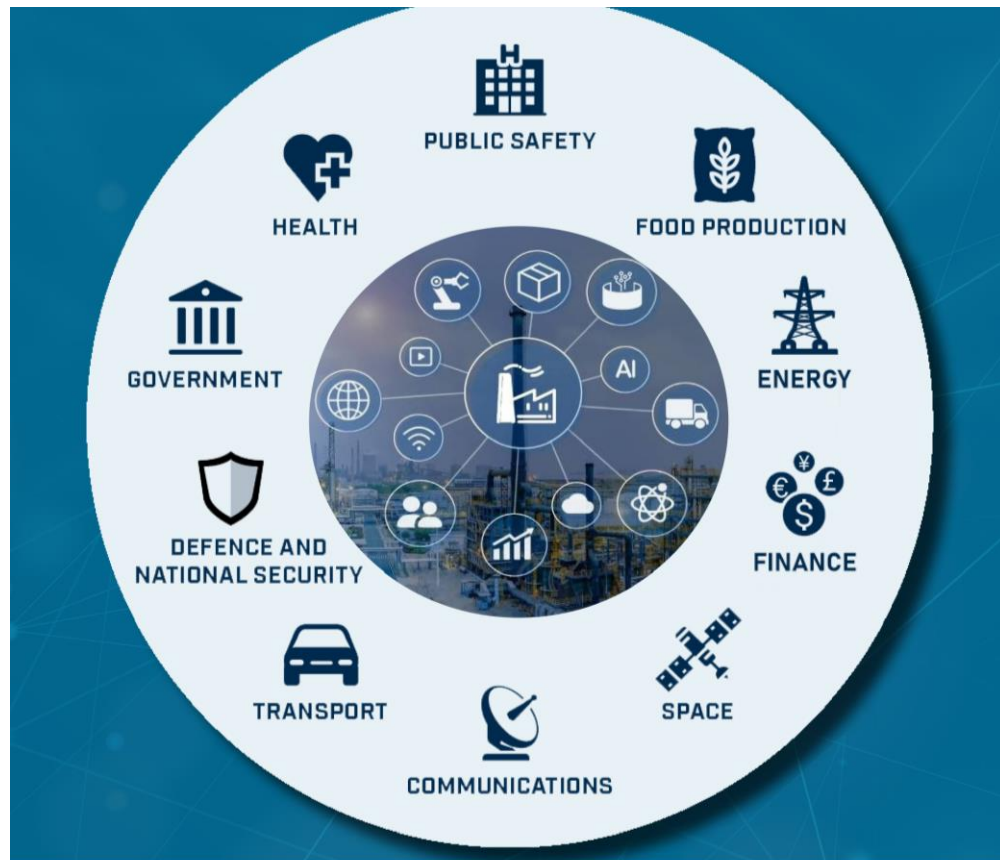 H
PUBLIC SAFETY
HEALTH
FOOD PRODUCTION
GOVERNMENT
ENERGY
AI
DEFENCE AND
NATIONAL SECURITY
¥
€ £
$
FINANCE
TRANSPORT
SPACE
COMMUNICATIONS